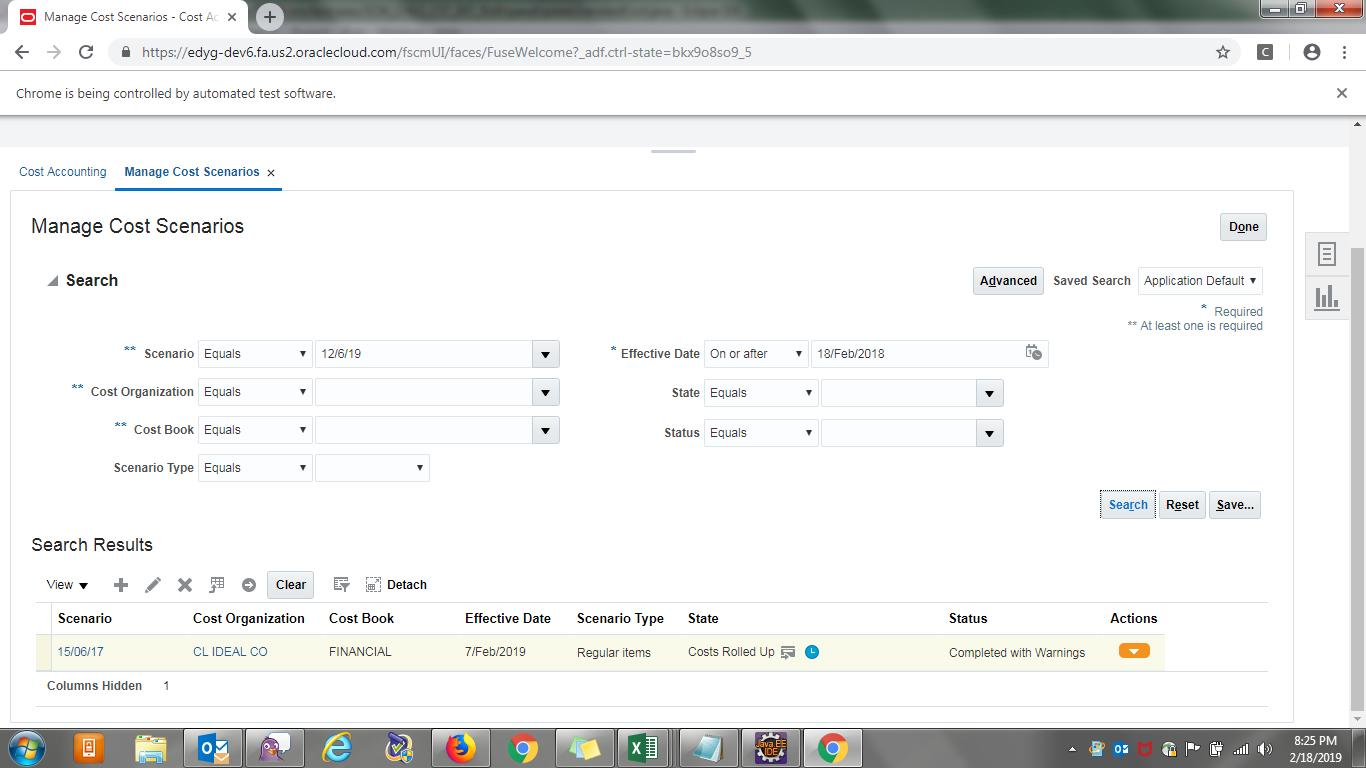 Manage Cost Scenarios - Cost Ac
https://edyg-dev6.fa.us2.oraclecloud.com/fscmUI/faces/FuseWelcome?_adf.ctrl-state=bkx9o8so9_5
C
Chrome is being controlled by automated test software.
Cost Accounting Manage Cost Scenarios
Manage Cost Scenarios Done
Search Advanced Saved Search Application Default
* Required
** At least one is required
** Scenario Equals 12/6/19 * Effective Date On or after 18/Feb/2018
** Cost Organization Equals State Equals
** Cost Book Equals Status Equals
Scenario Type Equals
Search Reset Save...
Search Results
View Clear Detach
Scenario Cost Organization Cost Book Effective Date Scenario Type State Status Actions
15/06/17 CL IDEAL CO FINANCIAL 7/Feb/2019 Regular items Costs Rolled Up Completed with Warnings
Columns Hidden 1
Java EE
IDE
8:25 PM
2/18/2019